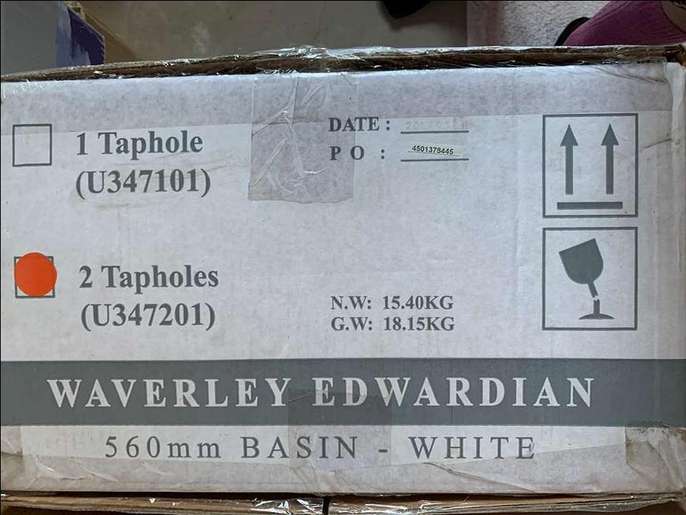 1 Taphole
(U347101)
DATE :
P O : 4501378445
2 Tapholes
(U347201)
N.W: 15.40KG
G.W: 18.15KG
WAVERLEY EDWARDIAN
560mm BASIN - WHITE